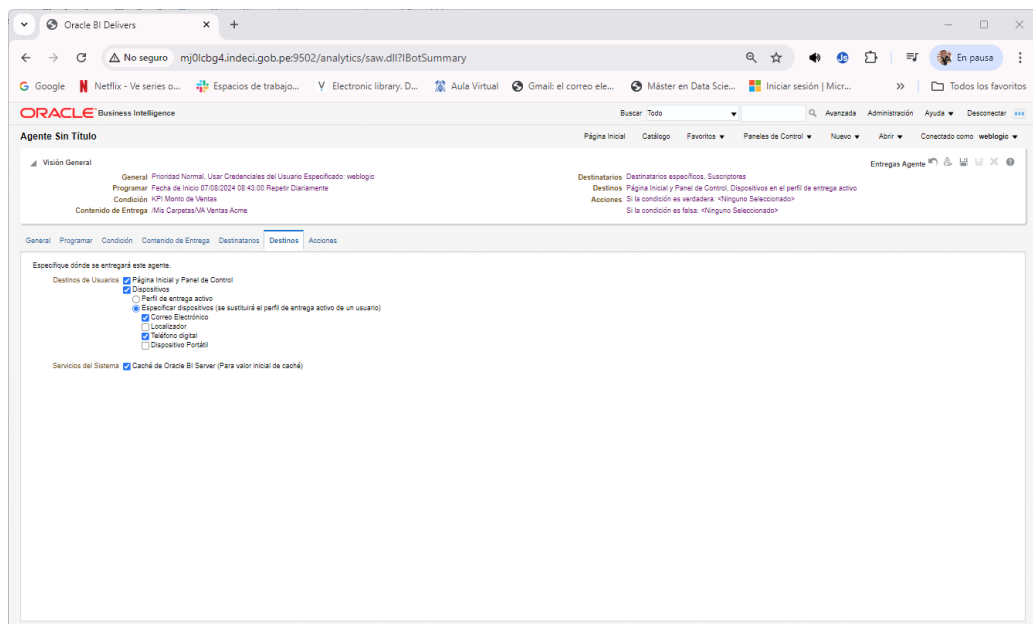 Oracle BI Delivers
No seguro mj0lcbg4.indeci.gob.pe:9502/analytics/saw.dll?IBotSummary
En pausa
Google Netflix - Ve series o... Espacios de trabajo... Electronic library. D... Aula Virtual Gmail: el correo ele... Máster en Data Scie... Iniciar sesión | Micr... » Todos los favoritos
ORACLE Business Intelligence Buscar Todo Avanzada Administración Ayuda Desconectar
Agente Sin Título Página Inicial Catálogo Favoritos Paneles de Control Nuevo Abrir Conectado como weblogic
Visión General Entregas Agente
General Prioridad Normal, Usar Credenciales del Usuario Especificado: weblogic Destinatarios Destinatarios específicos, Suscriptores
Programar Fecha de Inicio 07/08/2024 08:43:00 Repetir Diariamente Destinos Página Inicial y Panel de Control, Dispositivos en el perfil de entrega activo
Condición KPI Monto de Ventas Acciones Si la condición es verdadera: <Ninguno Seleccionado>
Contenido de Entrega /Mis Carpetas/VA Ventas Acme Si la condición es falsa: <Ninguno Seleccionado>
General Programar Condición Contenido de Entrega Destinatarios Destinos Acciones
Especifique dónde se entregará este agente.
Destinos de Usuarios Página Inicial y Panel de Control
Dispositivos
Perfil de entrega activo
Especificar dispositivos (se sustituirá el perfil de entrega activo de un usuario)
Correo Electrónico
Localizador
Teléfono digital
Dispositivo Portátil
Servicios del Sistema Caché de Oracle BI Server (Para valor inicial de caché)